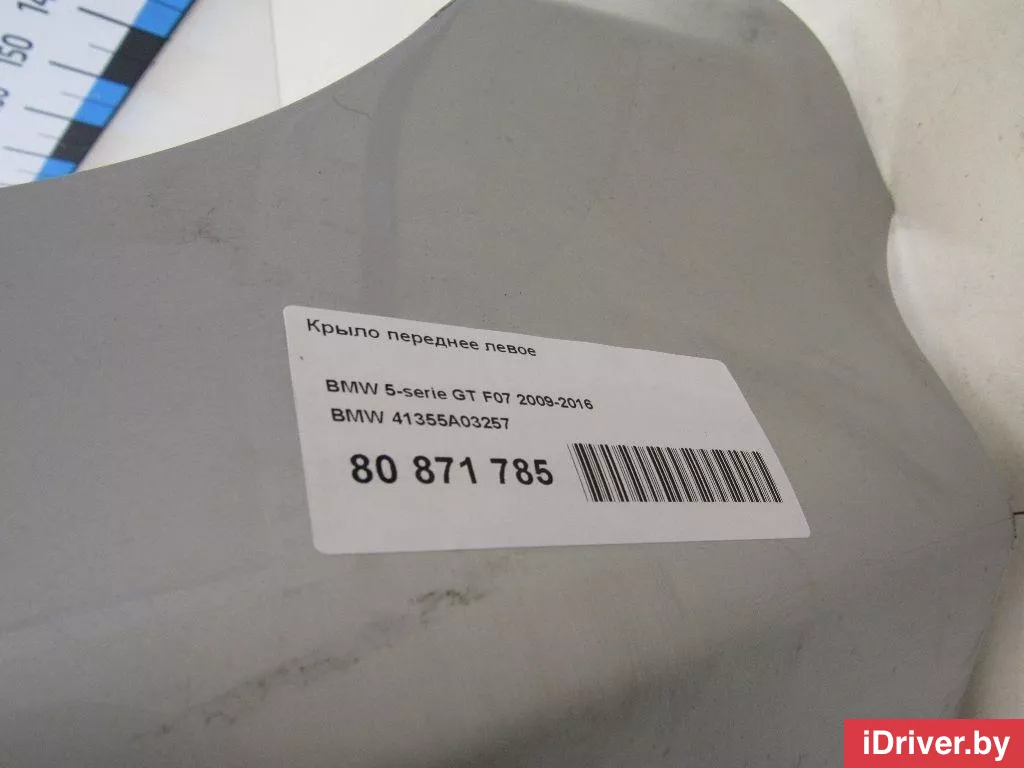 150
Крыло переднее левое
BMW 5-serie GT F07 2009-2016
BMW 41355A03257
80 871 785
iDriver.by